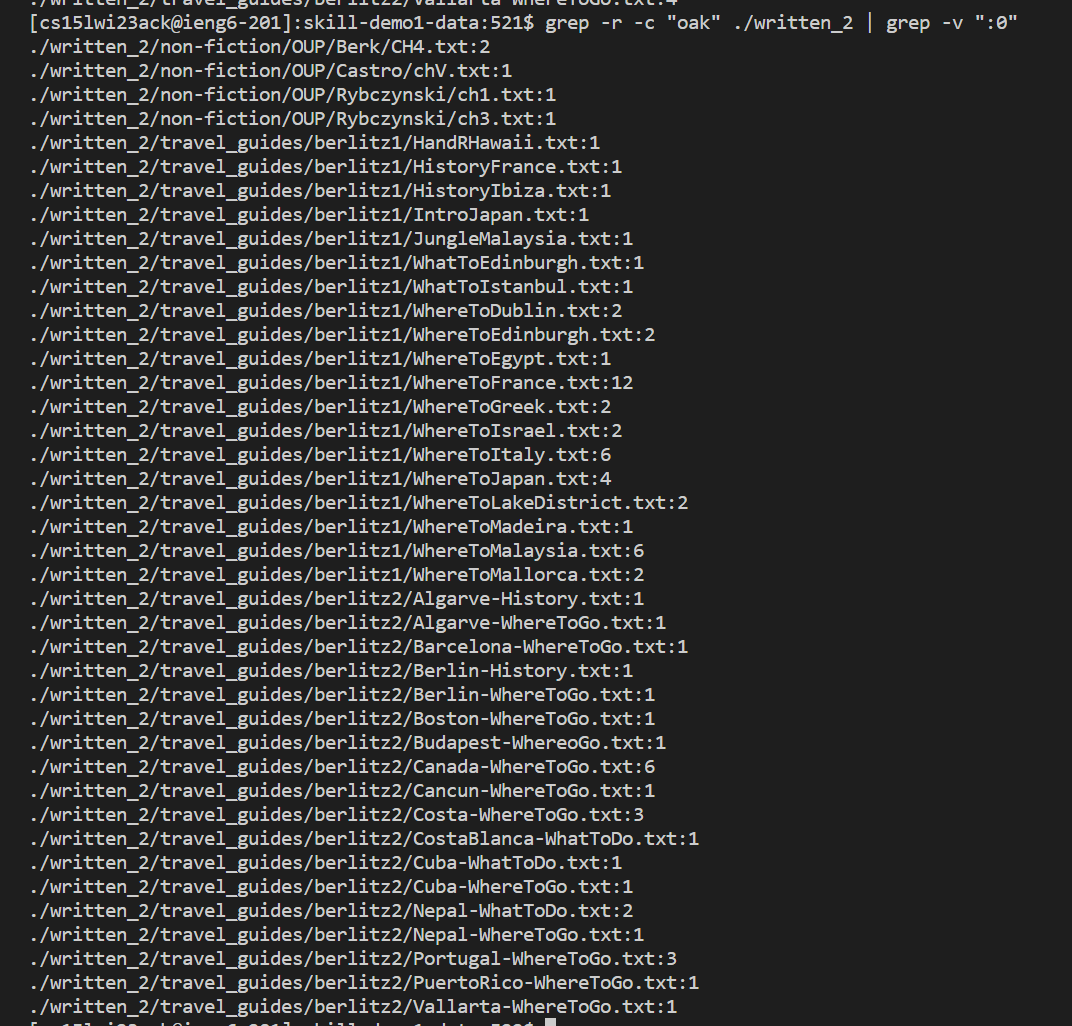 ./written_2/travel_guides/berlitz2/Vallarta-WhereToGo.txt:4
[cs15lwi23ack@ieng6-201]:skill-demo1-data:521$ grep -r -c "oak" ./written_2 | grep -v ":0"
./written_2/non-fiction/OUP/Berk/CH4.txt:2
./written_2/non-fiction/OUP/Castro/chV.txt:1
./written_2/non-fiction/OUP/Rybczynski/ch1.txt:1
./written_2/non-fiction/OUP/Rybczynski/ch3.txt:1
./written_2/travel_guides/berlitz1/HandRHawaii.txt:1
./written_2/travel_guides/berlitz1/HistoryFrance.txt:1
./written_2/travel_guides/berlitz1/HistoryIbiza.txt:1
./written_2/travel_guides/berlitz1/IntroJapan.txt:1
./written_2/travel_guides/berlitz1/JungleMalaysia.txt:1
./written_2/travel_guides/berlitz1/WhatToEdinburgh.txt:1
./written_2/travel_guides/berlitz1/WhatToIstanbul.txt:1
./written_2/travel_guides/berlitz1/WhereToDublin.txt:2
./written_2/travel_guides/berlitz1/WhereToEdinburgh.txt:2
./written_2/travel_guides/berlitz1/WhereToEgypt.txt:1
./written_2/travel_guides/berlitz1/WhereToFrance.txt:12
./written_2/travel_guides/berlitz1/WhereToGreek.txt:2
./written_2/travel_guides/berlitz1/WhereToIsrael.txt:2
./written_2/travel_guides/berlitz1/WhereToItaly.txt:6
./written_2/travel_guides/berlitz1/WhereToJapan.txt:4
./written_2/travel_guides/berlitz1/WhereToLakeDistrict.txt:2
./written_2/travel_guides/berlitz1/WhereToMadeira.txt:1
./written_2/travel_guides/berlitz1/WhereToMalaysia.txt:6
./written_2/travel_guides/berlitz1/WhereToMallorca.txt:2
./written_2/travel_guides/berlitz2/Algarve-History.txt:1
./written_2/travel_guides/berlitz2/Algarve-WhereToGo.txt:1
./written_2/travel_guides/berlitz2/Barcelona-WhereToGo.txt:1
./written_2/travel_guides/berlitz2/Berlin-History.txt:1
./written_2/travel_guides/berlitz2/Berlin-WhereToGo.txt:1
./written_2/travel_guides/berlitz2/Boston-WhereToGo.txt:1
./written_2/travel_guides/berlitz2/Budapest-WhereoGo.txt:1
./written_2/travel_guides/berlitz2/Canada-WhereToGo.txt:6
./written_2/travel_guides/berlitz2/Cancun-WhereToGo.txt:1
./written_2/travel_guides/berlitz2/Costa-WhereToGo.txt:3
./written_2/travel_guides/berlitz2/CostaBlanca-WhatToDo.txt:1
./written_2/travel_guides/berlitz2/Cuba-WhatToDo.txt:1
./written_2/travel_guides/berlitz2/Cuba-WhereToGo.txt:1
./written_2/travel_guides/berlitz2/Nepal-WhatToDo.txt:2
./written_2/travel_guides/berlitz2/Nepal-WhereToGo.txt:1
./written_2/travel_guides/berlitz2/Portugal-WhereToGo.txt:3
./written_2/travel_guides/berlitz2/PuertoRico-WhereToGo.txt:1
./written_2/travel_guides/berlitz2/Vallarta-WhereToGo.txt:1